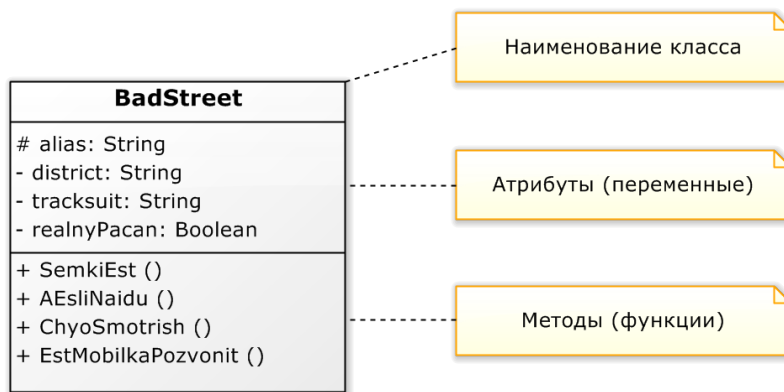 Наименование класса
BadStreet
# alias: String
- district: String
- tracksuit: String
- realnyPacan: Boolean
Атрибуты (переменные)
+ SemkiEst ()
+ AEsliNaidu ()
+ ChyoSmotrish ()
+ EstMobilkaPozvonit ()
Методы (функции)